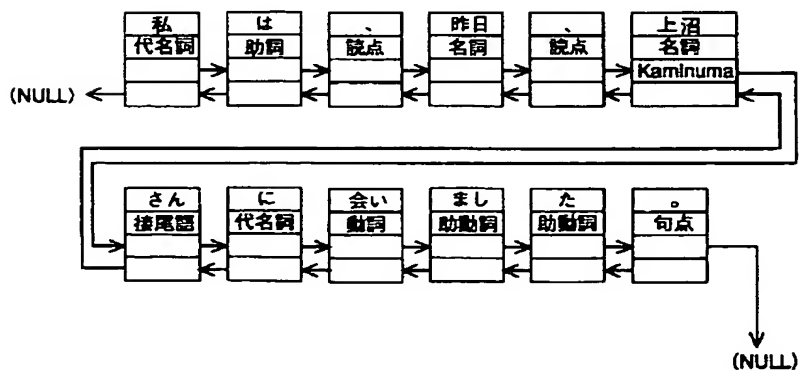 私 は 、 昨日 、 上沼
代名詞 助詞 読点 名詞 読点 名詞
Kaminuma
(NULL)
さん に 会い まし た 。
接尾語 代名詞 動詞 助動詞 助動詞 句点
(NULL)